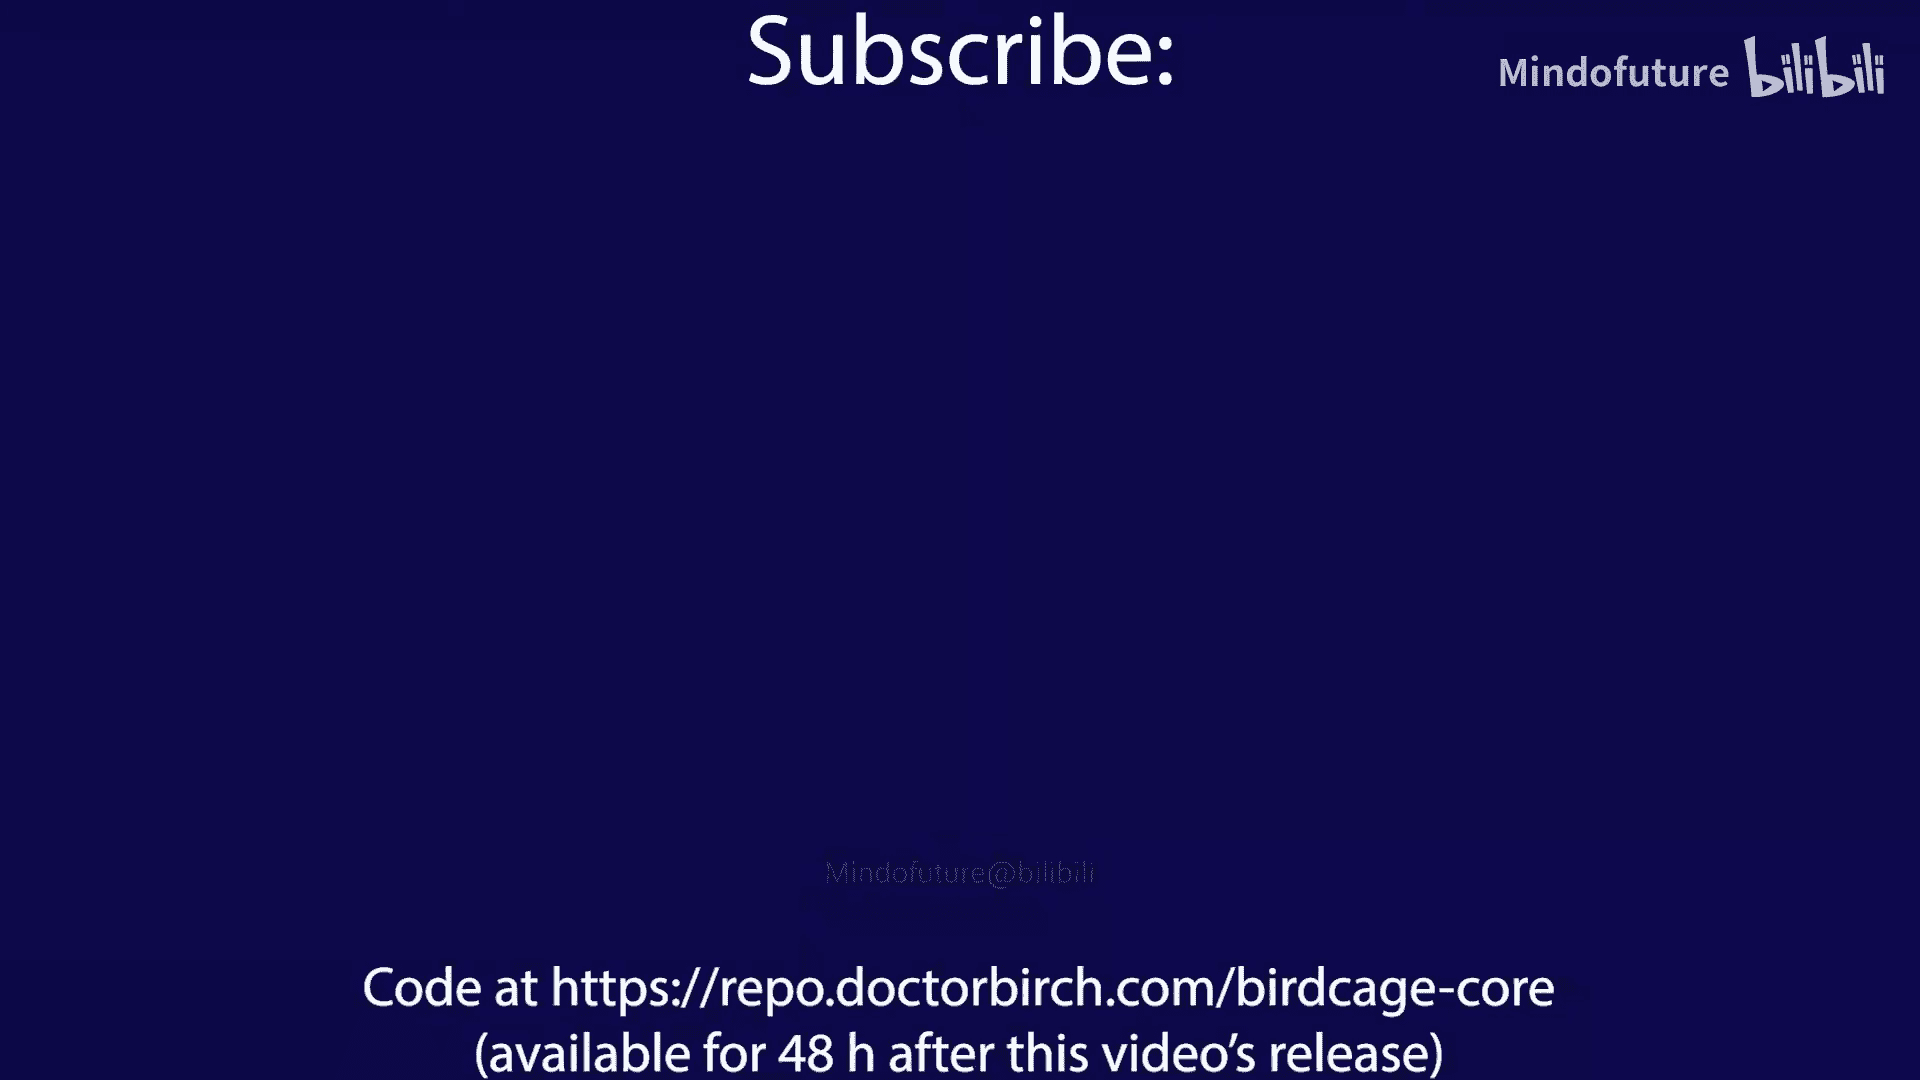 Subscribe:
Mindofuture bilibili
Mindofuture@bilibili
Code at https://repo.doctorbirch.com/birdcage-core
(available for 48 h after this video’s release)